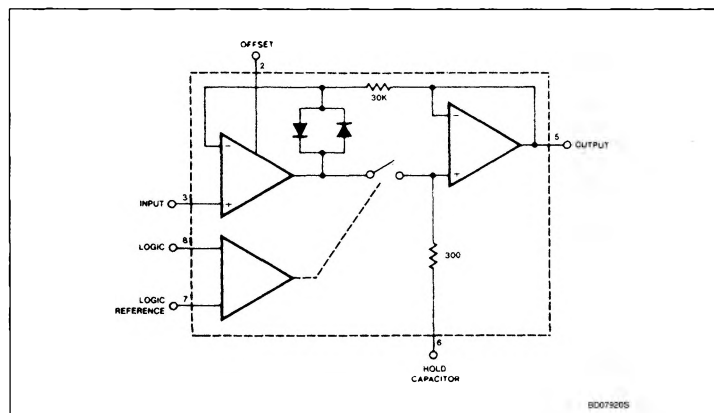 OFFSET
2
30K
−
−
5
OUTPUT
+
INPUT
3
+
LOGIC
8
300
LOGIC
REFERENCE
7
6
HOLD
CAPACITOR
BD07920S